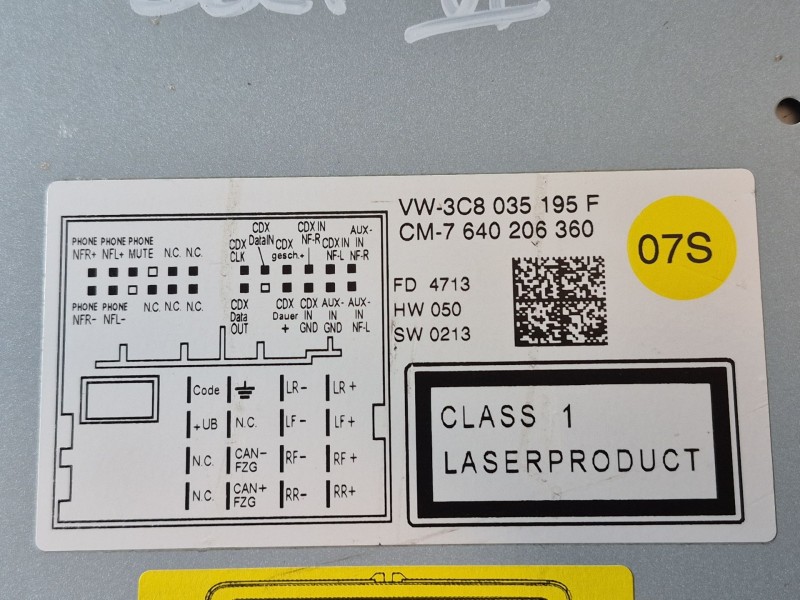 VI
VW-3C8 035 195 F
CM-7 640 206 360
07S
FD 4713
HW 050
SW 0213
PHONE PHONE PHONE
NFR+ NFL+ MUTE N.C. N.C.
PHONE PHONE N.C. N.C. N.C.
NFR- NFL-
CDX
CLK
CDX
DataIN
CDX
gesch.+
CDX IN
NF-R
CDX IN
NF-L
AUX-
IN
NF-R
CDX
Data
OUT
CDX
Dauer
+
CDX
IN
GND
AUX-
IN
GND
AUX-
IN
NF-L
Code LR- LR+
+UB N.C. LF- LF+
N.C. CAN-
FZG RF- RF+
N.C. CAN+
FZG RR- RR+
CLASS 1
LASERPRODUCT